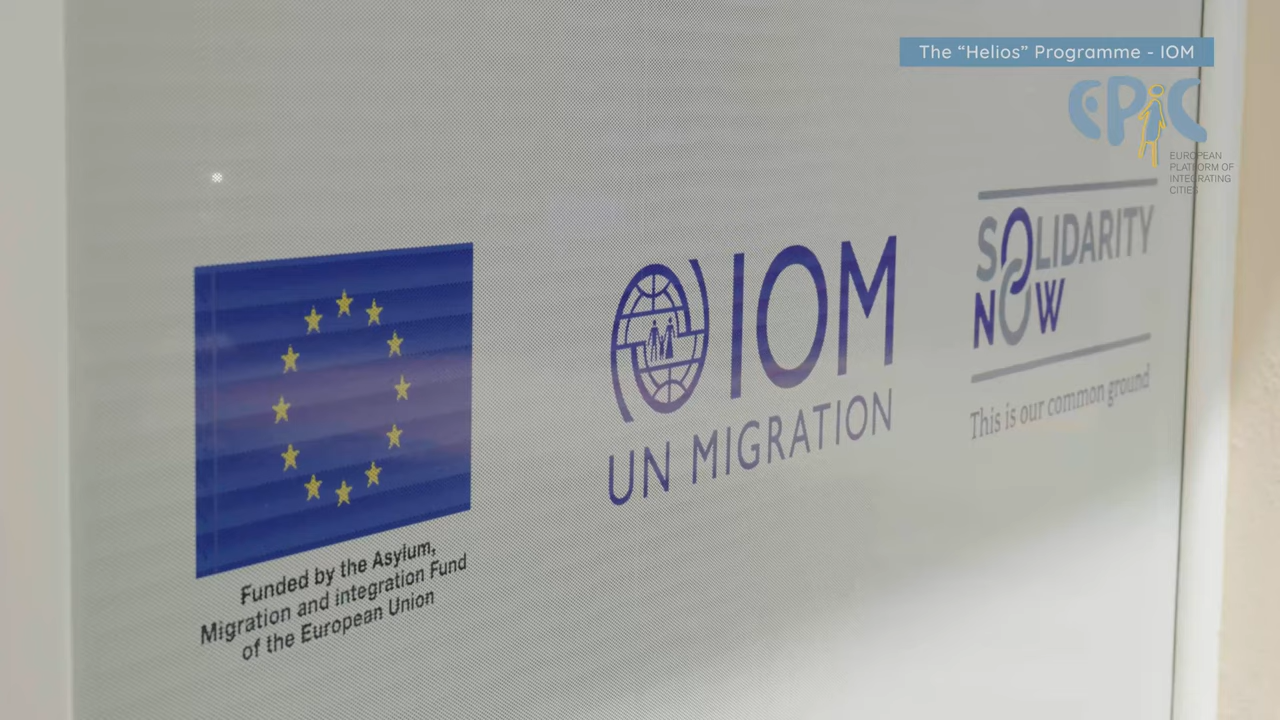 The “Helios” Programme - IOM
EPiC
EUROPEAN
PLATFORM OF
INTEGRATING
CITIES
SOLIDARITY
NOW
This is our common ground
IOM
UN MIGRATION
Funded by the Asylum,
Migration and integration Fund
of the European Union